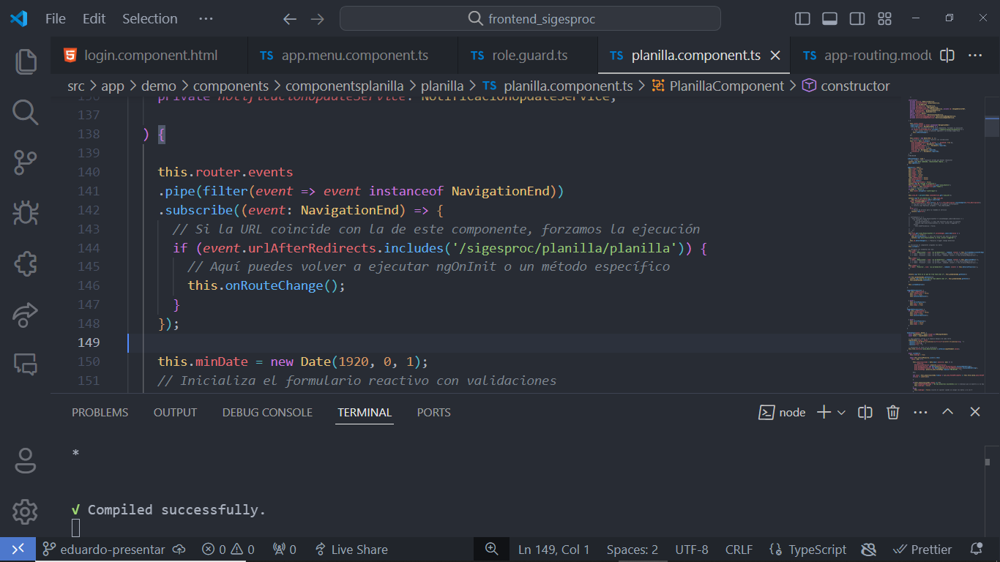 File Edit Selection ··· frontend_sigesproc
login.component.html TS app.menu.component.ts TS role.guard.ts TS planilla.component.ts TS app-routing.modu ···
src > app > demo > components > componentsplanilla > planilla > TS planilla.component.ts > PlanillaComponent > constructor
136 private notificacionUpdateService: NotificacionUpdateService,
137
138 ) {
139
140 this.router.events
141 .pipe(filter(event => event instanceof NavigationEnd))
142 .subscribe((event: NavigationEnd) => {
143 // Si la URL coincide con la de este componente, forzamos la ejecución
144 if (event.urlAfterRedirects.includes('/sigesproc/planilla/planilla')) {
145 // Aquí puedes volver a ejecutar ngOnInit o un método específico
146 this.onRouteChange();
147 }
148 });
149
150 this.minDate = new Date(1920, 0, 1);
151 // Inicializa el formulario reactivo con validaciones
PROBLEMS OUTPUT DEBUG CONSOLE TERMINAL PORTS node ···
*
√ Compiled successfully.
eduardo-presentar 0 0 0 Live Share Ln 149, Col 1 Spaces: 2 UTF-8 CRLF {} TypeScript Prettier